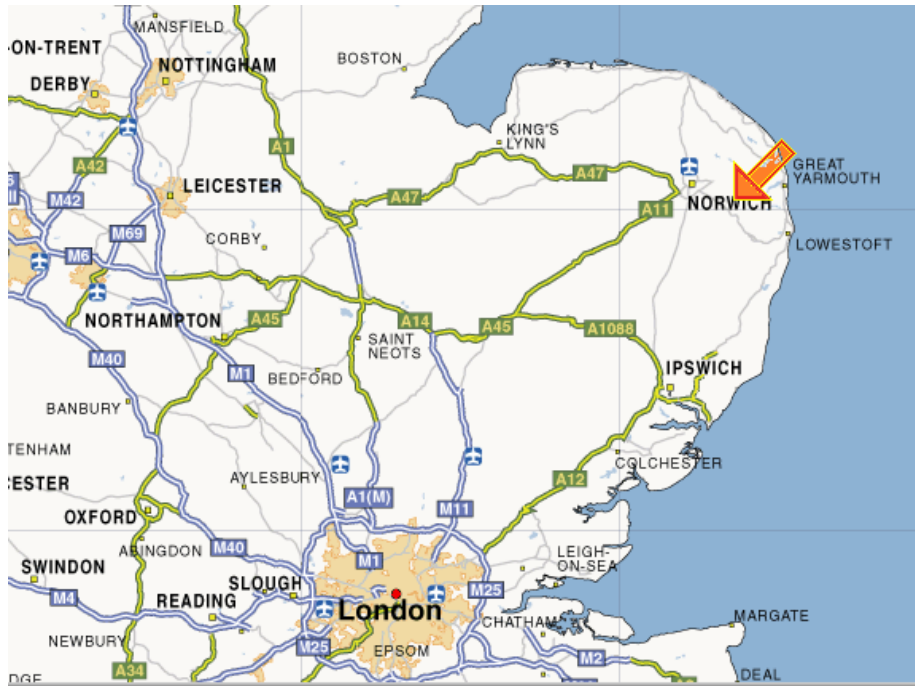 MANSFIELD
-ON-TRENT
NOTTINGHAM
BOSTON
DERBY
KING'S
LYNN
A1
A42
A47
A47
GREAT
YARMOUTH
LEICESTER
M42
A11
NORWICH
M69
CORBY
LOWESTOFT
M6
A45
A14
A45
A1088
NORTHAMPTON
SAINT
NEOTS
M40
M1
BEDFORD
IPSWICH
BANBURY
TENHAM
COLCHESTER
ESTER
AYLESBURY
A12
A1(M)
M11
OXFORD
ABINGDON
M40
M1
LEIGH-
ON-SEA
SWINDON
SLOUGH
M25
M4
READING
London
CHATHAM
MARGATE
NEWBURY
M25
EPSOM
M2
A34
DGE
DEAL